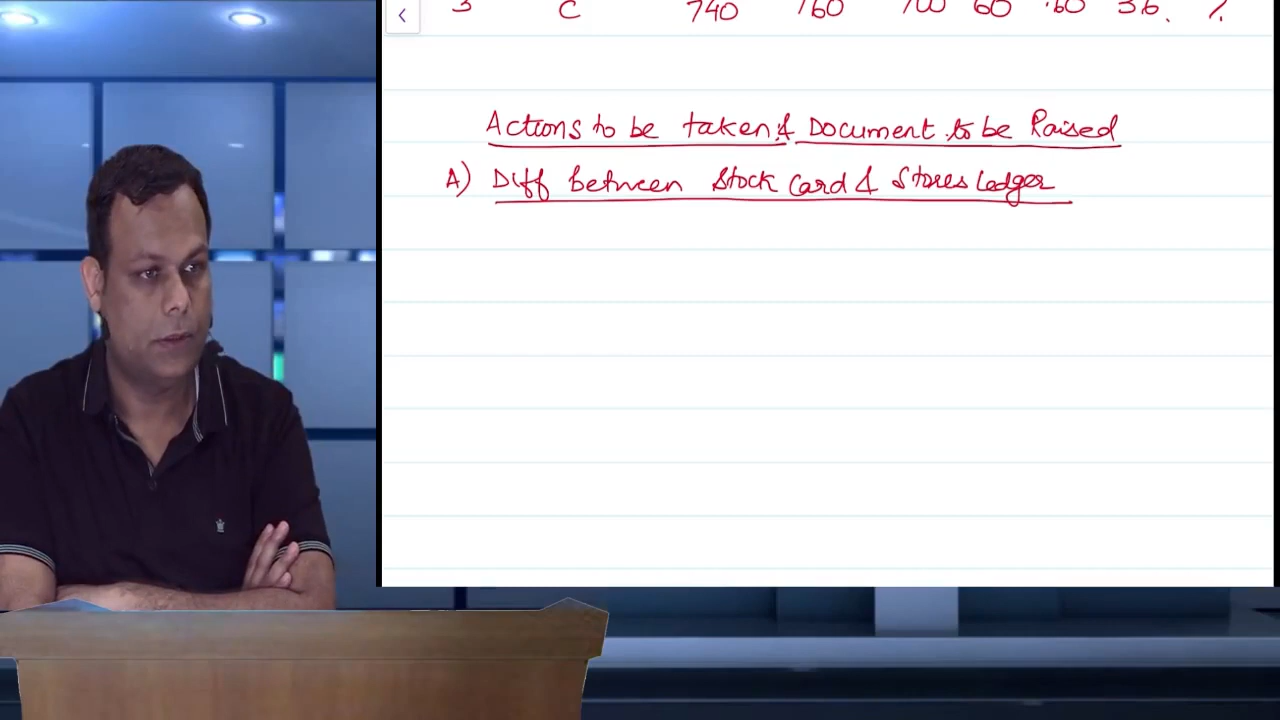 3 C 740 760 700 60 .60 36. /.
Actions to be taken & Document to be Raised
A) Diff between Stock Card & Stores Ledger